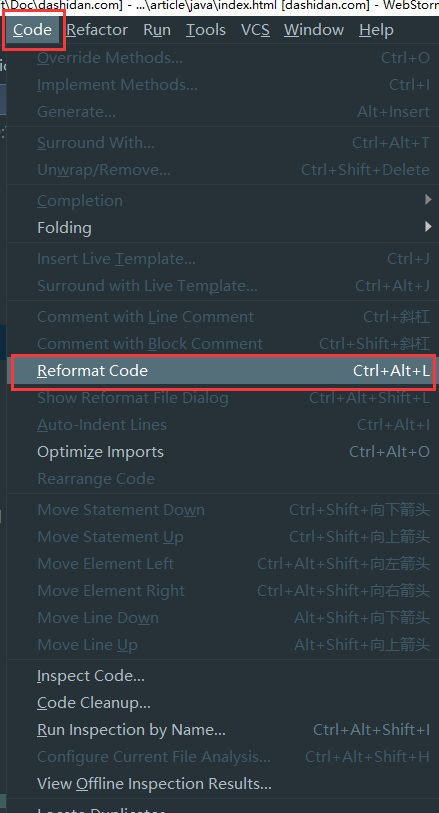 t\Doc\dashidan.com] - ...\article\java\index.html [dashidan.com] - WebStorm
Code Refactor Run Tools VCS Window Help
Override Methods... Ctrl+O
Implement Methods... Ctrl+I
Generate... Alt+Insert
Surround With... Ctrl+Alt+T
Unwrap/Remove... Ctrl+Shift+Delete
Completion
Folding
Insert Live Template... Ctrl+J
Surround with Live Template... Ctrl+Alt+J
Comment with Line Comment Ctrl+斜杠
Comment with Block Comment Ctrl+Shift+斜杠
Reformat Code Ctrl+Alt+L
Show Reformat File Dialog Ctrl+Alt+Shift+L
Auto-Indent Lines Ctrl+Alt+I
Optimize Imports Ctrl+Alt+O
Rearrange Code
Move Statement Down Ctrl+Shift+向下箭头
Move Statement Up Ctrl+Shift+向上箭头
Move Element Left Ctrl+Alt+Shift+向左箭头
Move Element Right Ctrl+Alt+Shift+向右箭头
Move Line Down Alt+Shift+向下箭头
Move Line Up Alt+Shift+向上箭头
Inspect Code...
Code Cleanup...
Run Inspection by Name... Ctrl+Alt+Shift+I
Configure Current File Analysis... Ctrl+Alt+Shift+H
View Offline Inspection Results...
Locate Duplicates